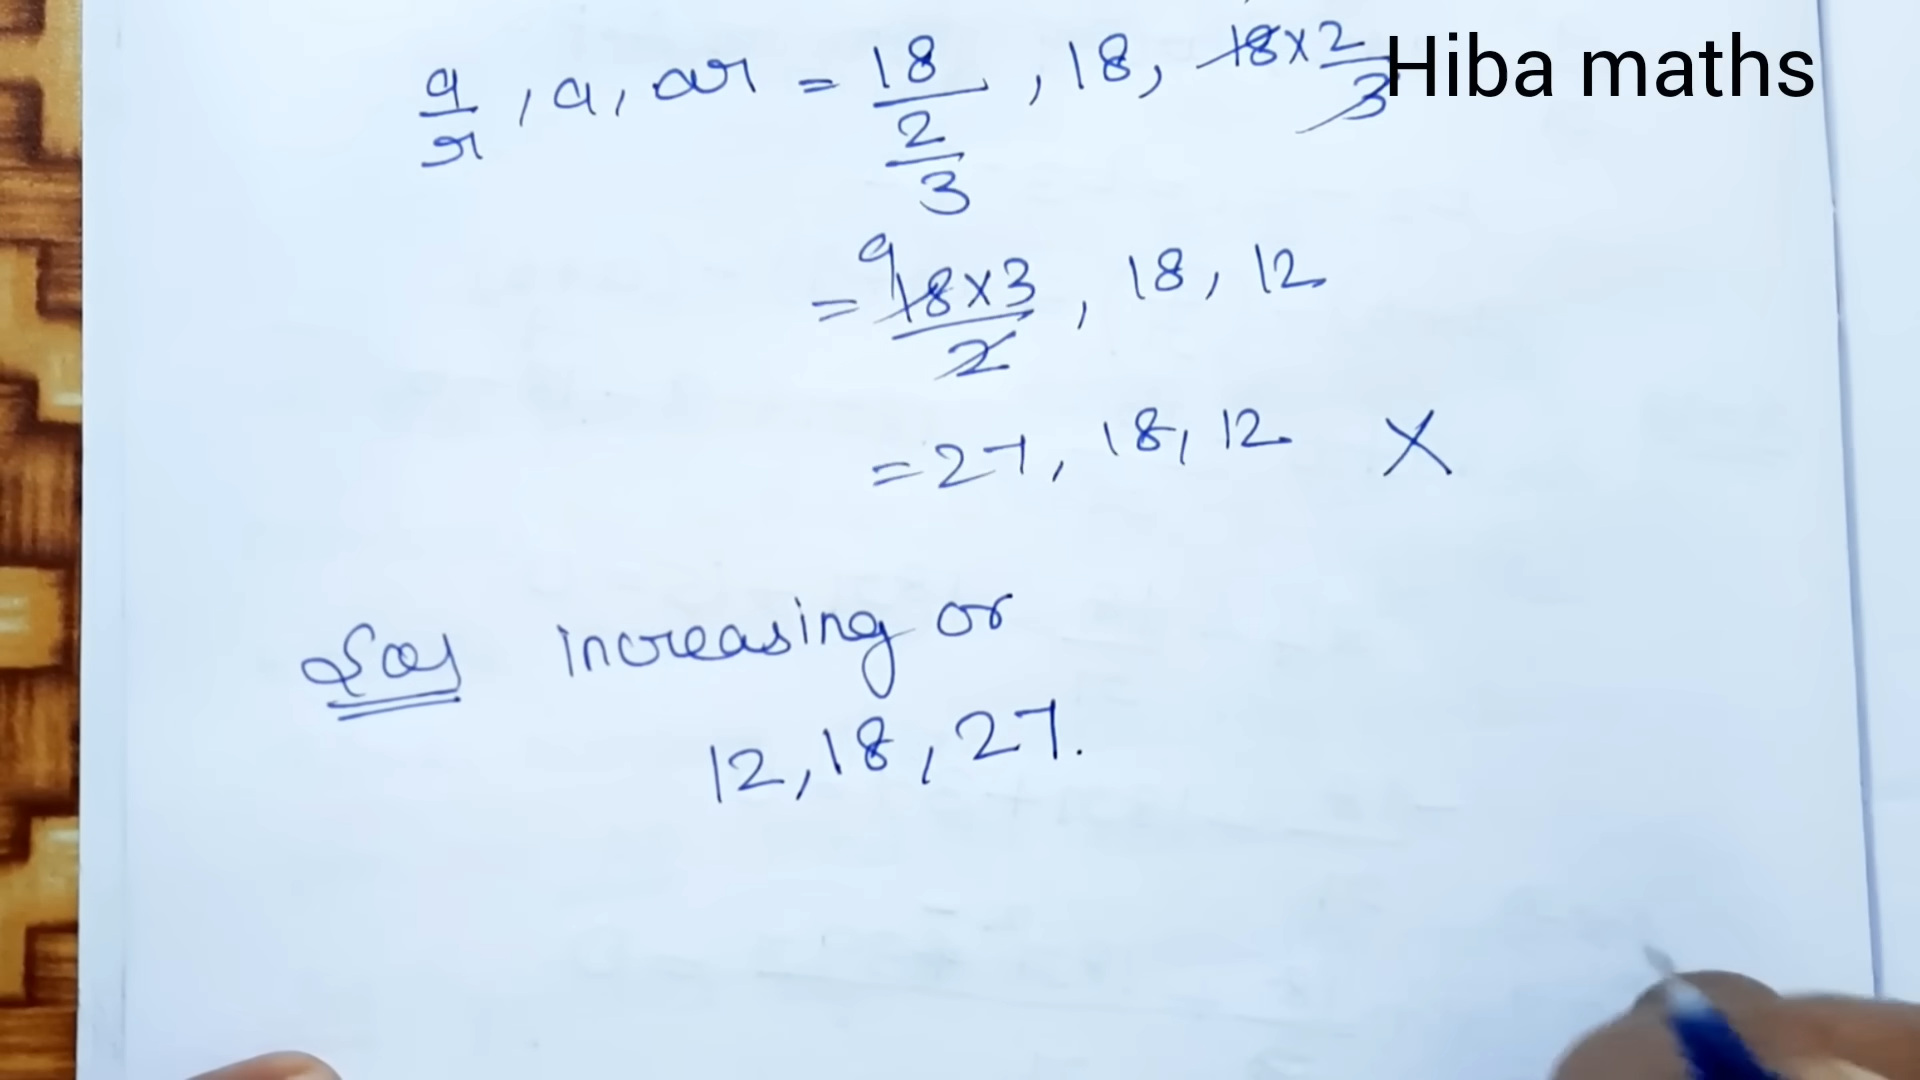 Hiba maths
a/r, a, ar = 18/(2/3), 18, 18×2/3
= 9 18×3/2, 18, 12
= 27, 18, 12 X
increasing or
12, 18, 27.